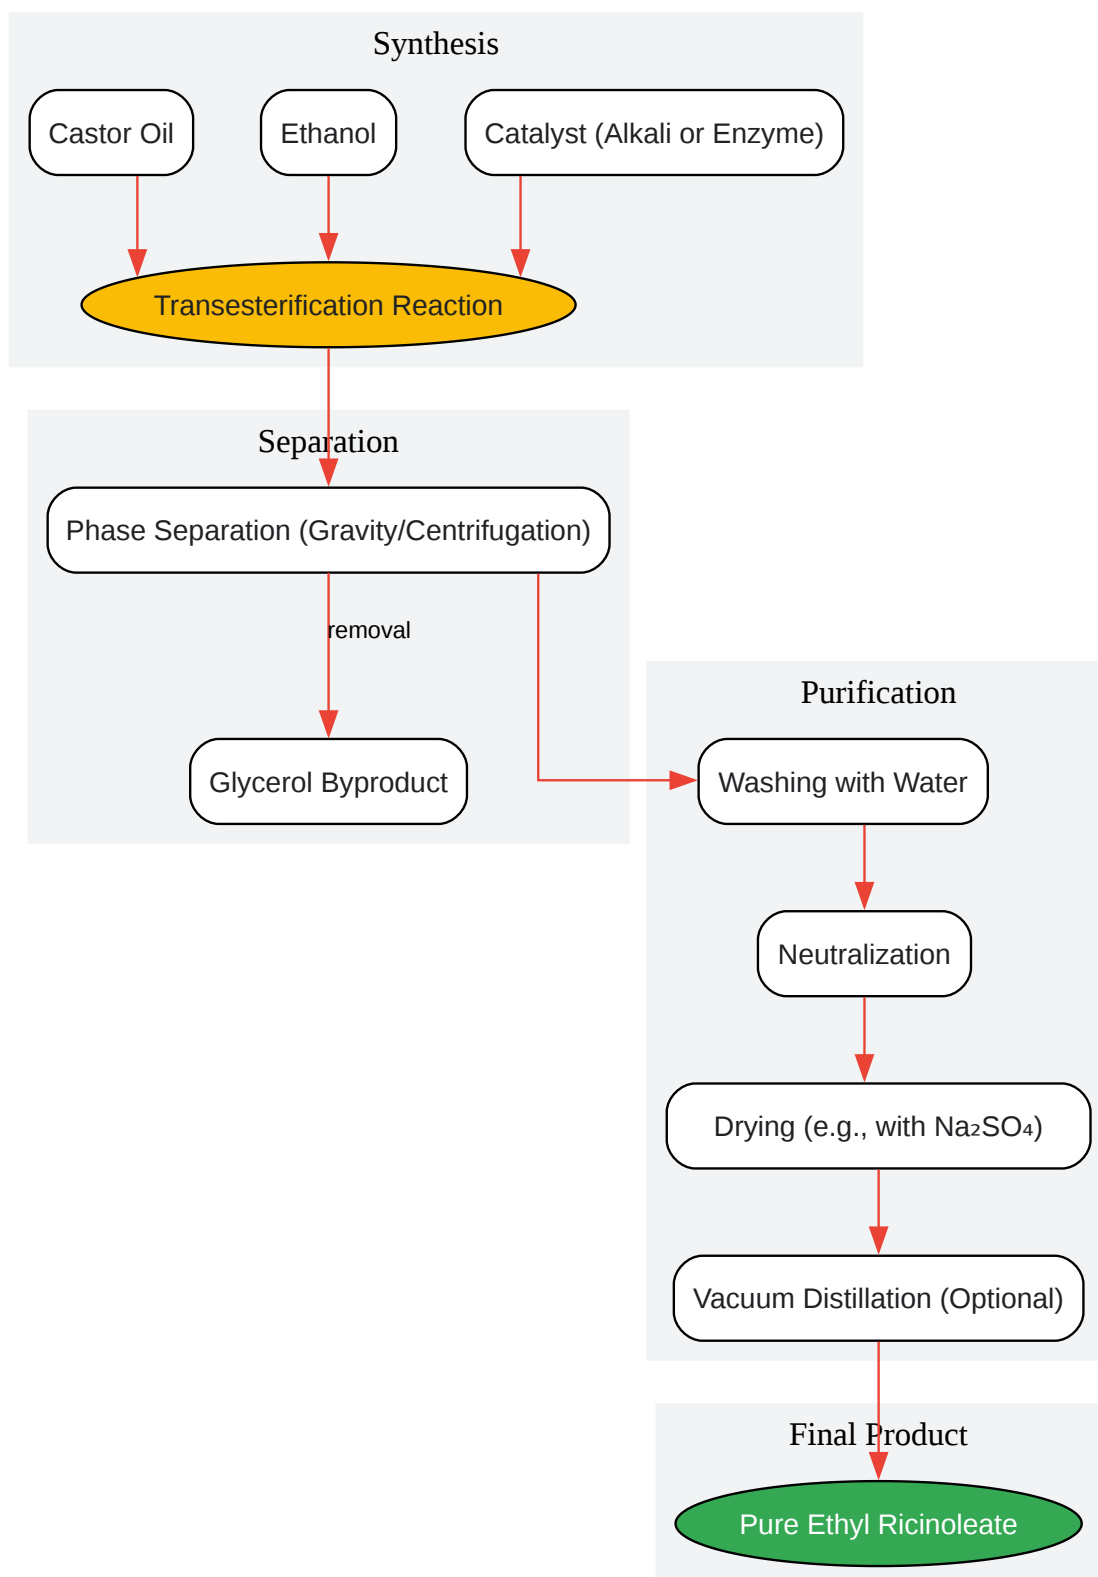 Synthesis
Castor Oil
Ethanol
Catalyst (Alkali or Enzyme)
Transesterification Reaction
Separation
Phase Separation (Gravity/Centrifugation)
removal
Glycerol Byproduct
Purification
Washing with Water
Neutralization
Drying (e.g., with Na₂SO₄)
Vacuum Distillation (Optional)
Final Product
Pure Ethyl Ricinoleate